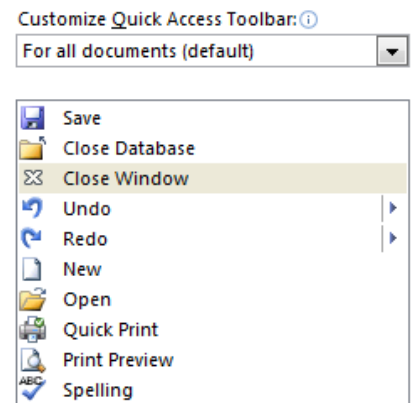 Customize Quick Access Toolbar:
For all documents (default)
Save
Close Database
Close Window
Undo
Redo
New
Open
Quick Print
Print Preview
ABC
Spelling